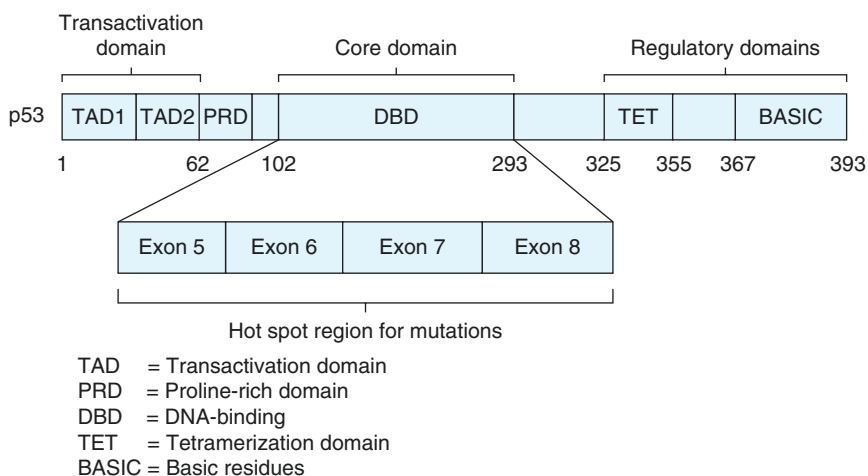 Transactivation
domain
Core domain
Regulatory domains
p53
TAD1 TAD2 PRD DBD TET BASIC
1 62 102 293 325 355 367 393
Exon 5 Exon 6 Exon 7 Exon 8
Hot spot region for mutations
TAD = Transactivation domain
PRD = Proline-rich domain
DBD = DNA-binding
TET = Tetramerization domain
BASIC = Basic residues